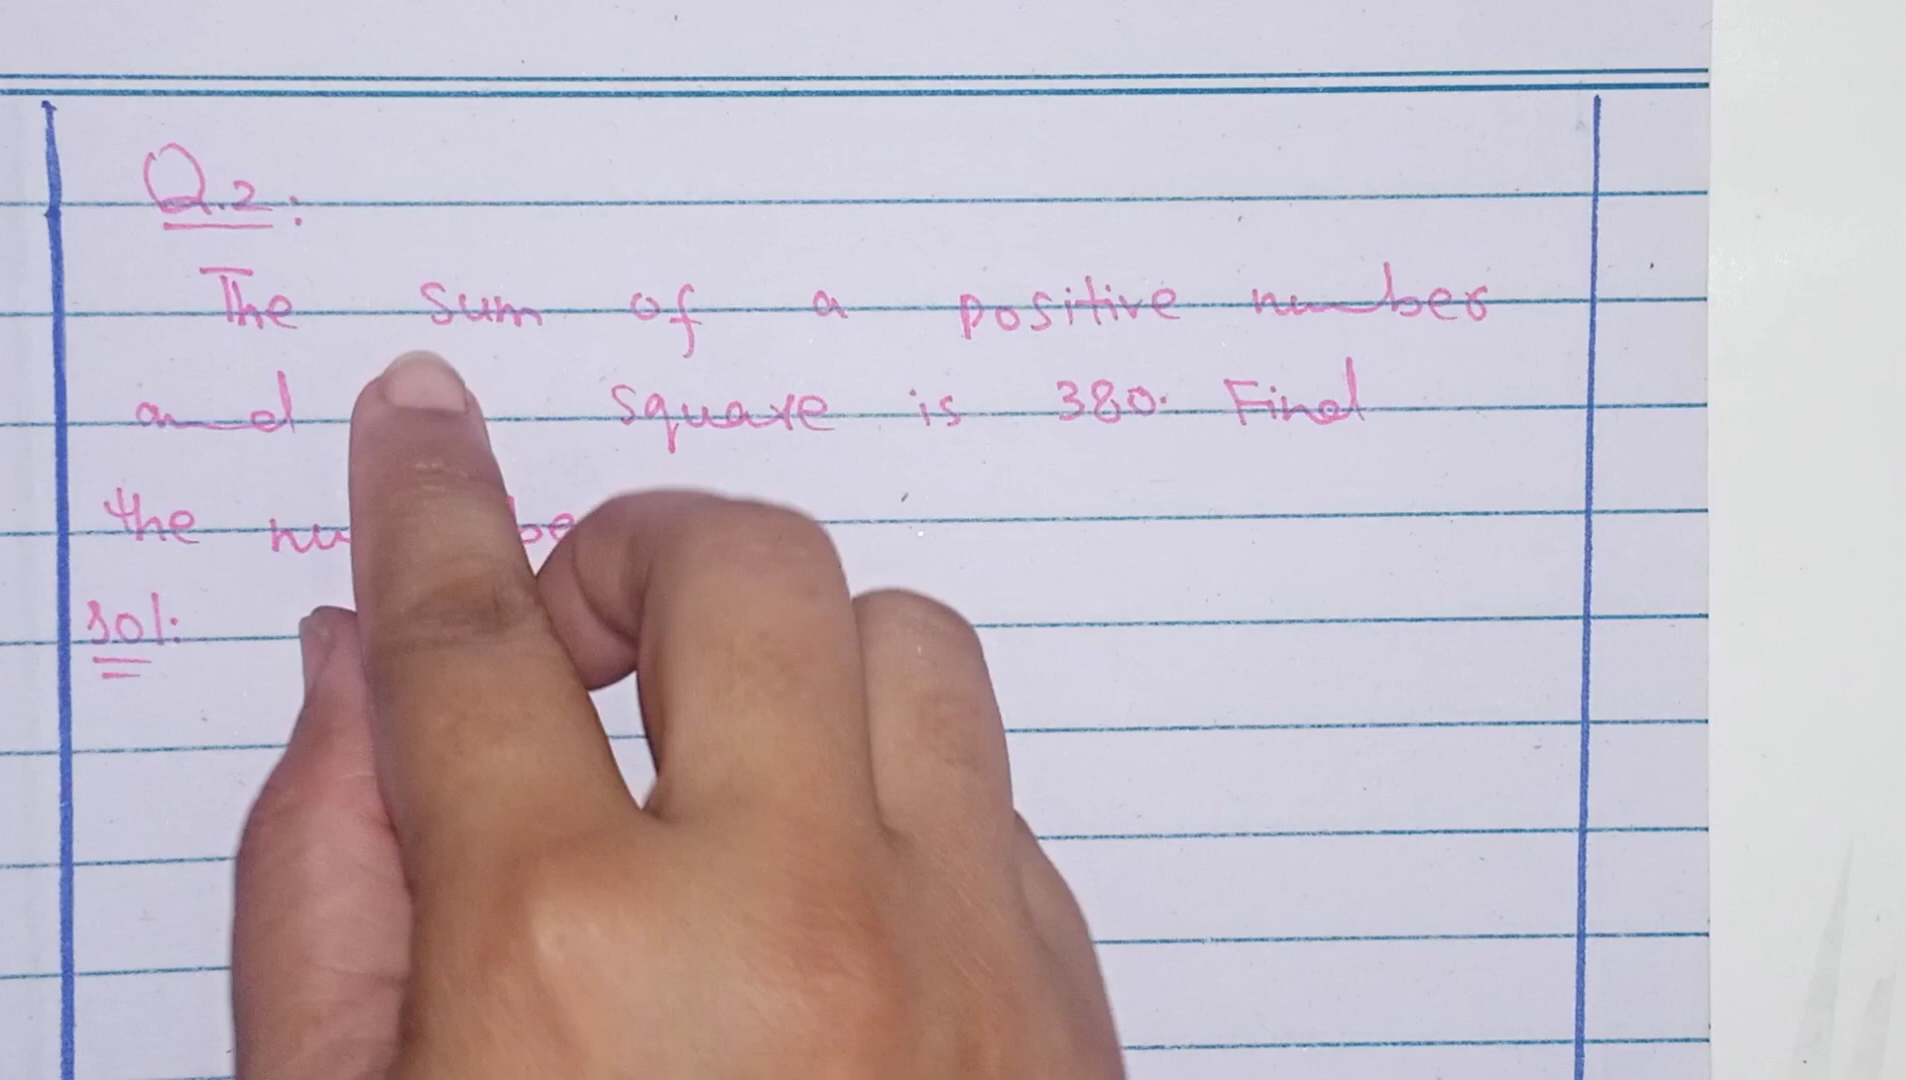 Q.2:
The sum of a positive number
and square is 380. Find
the
sol: